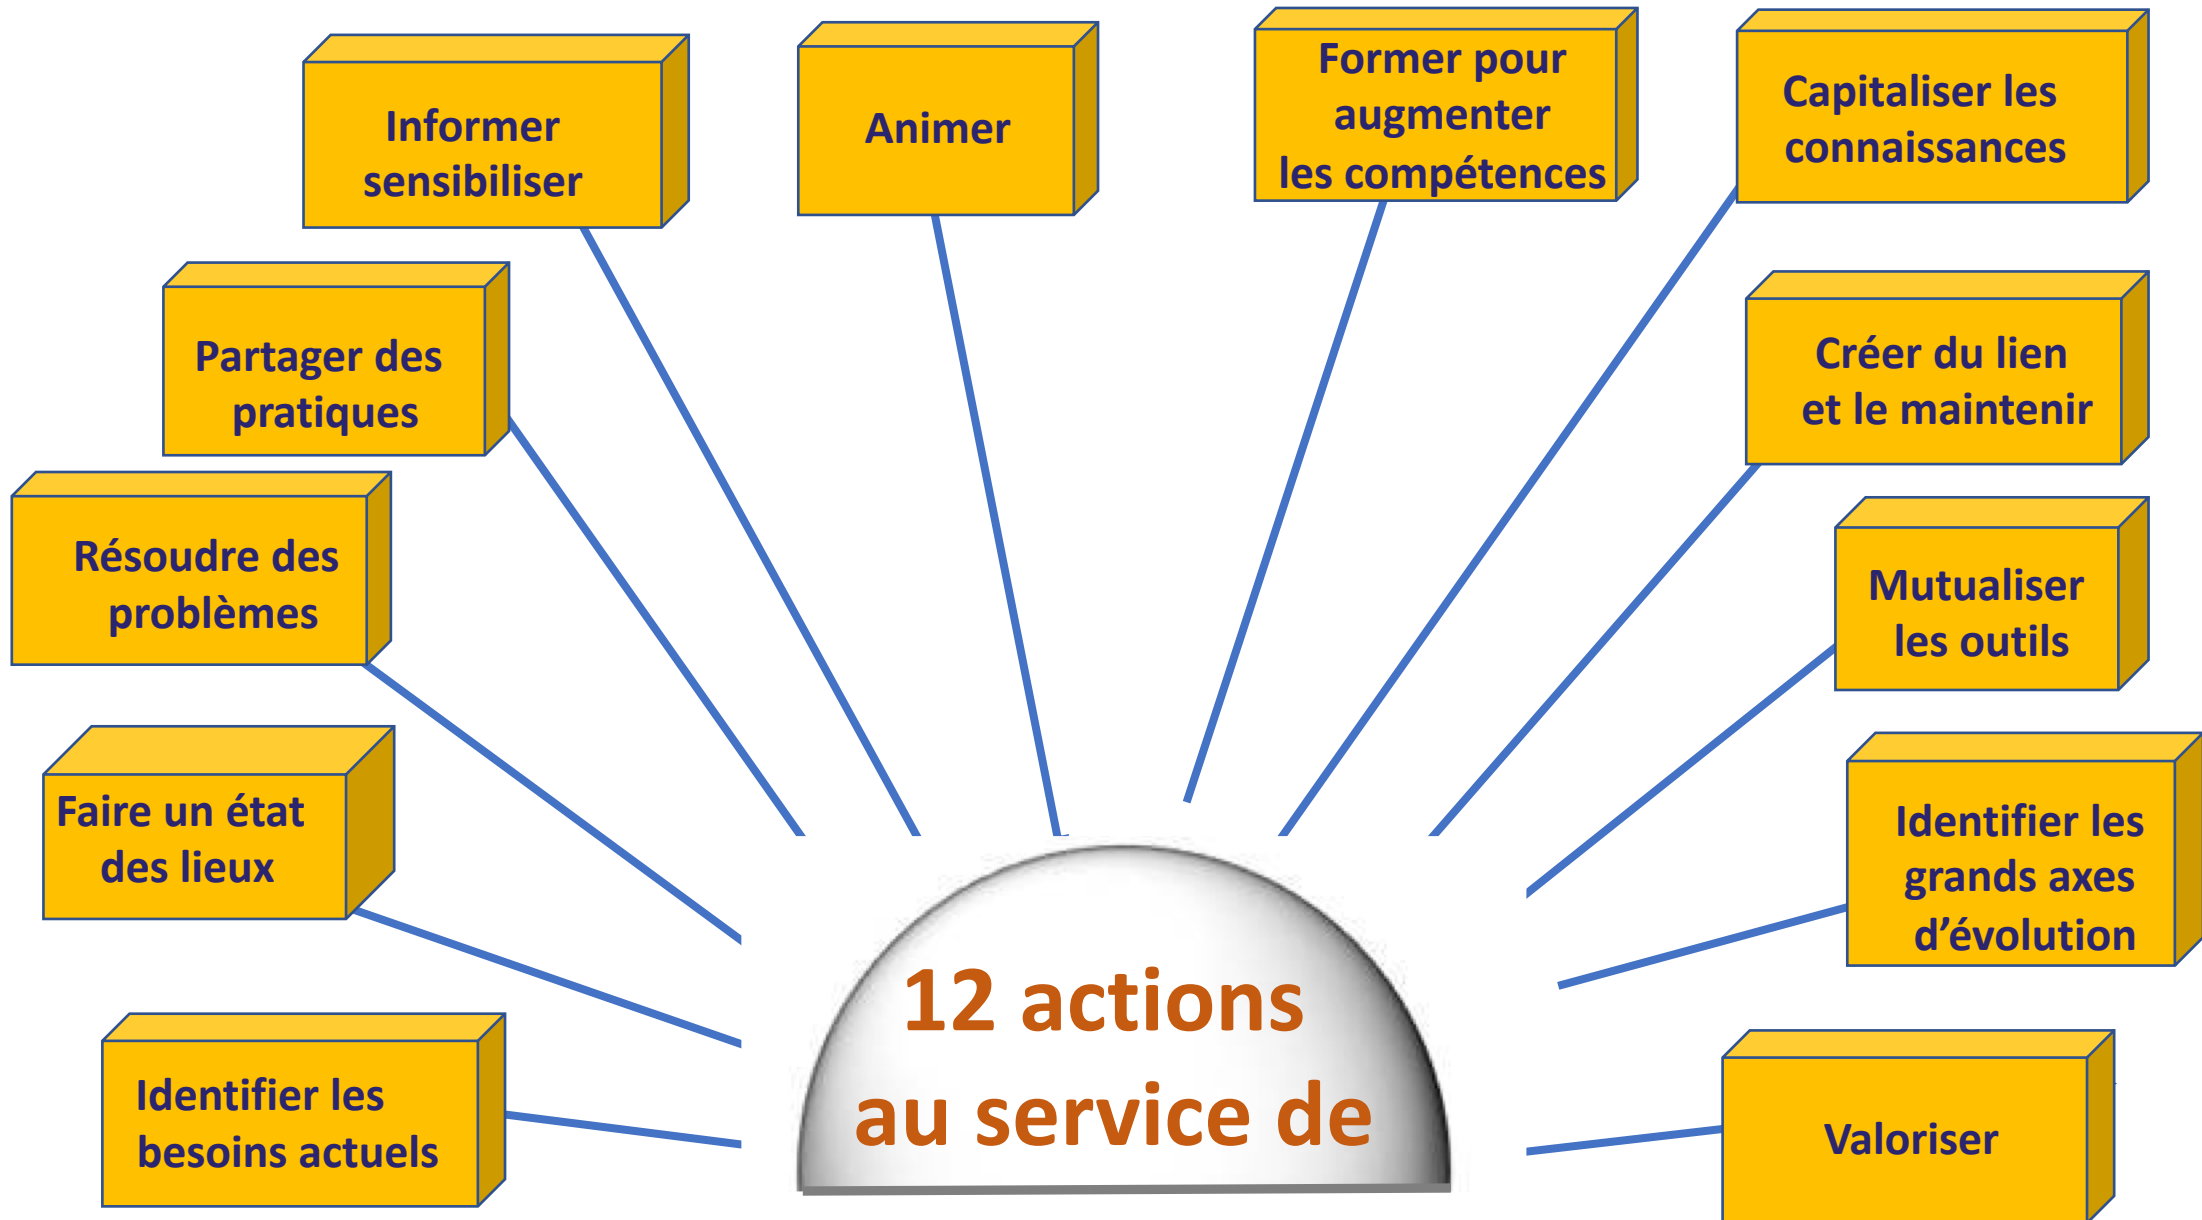 Informer
sensibiliser
Animer
Former pour
augmenter
les compétences
Capitaliser les
connaissances
Partager des
pratiques
Créer du lien
et le maintenir
Résoudre des
problèmes
Mutualiser
les outils
Faire un état
des lieux
Identifier les
grands axes
d’évolution
Identifier les
besoins actuels
12 actions
au service de
Valoriser